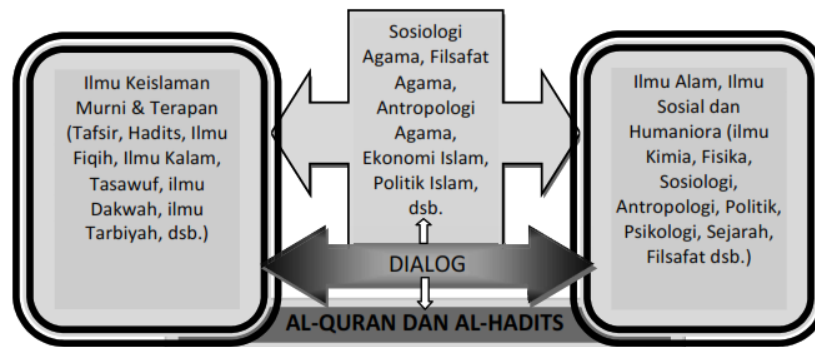 Ilmu Keislaman
Murni & Terapan
(Tafsir, Hadits, Ilmu
Fiqih, Ilmu Kalam,
Tasawuf, ilmu
Dakwah, ilmu
Tarbiyah, dsb.)
Sosiologi
Agama, Filsafat
Agama,
Antropologi
Agama,
Ekonomi Islam,
Politik Islam,
dsb.
Ilmu Alam, Ilmu
Sosial dan
Humaniora (ilmu
Kimia, Fisika,
Sosiologi,
Antropologi, Politik,
Psikologi, Sejarah,
Filsafat dsb.)
DIALOG
AL-QURAN DAN AL-HADITS